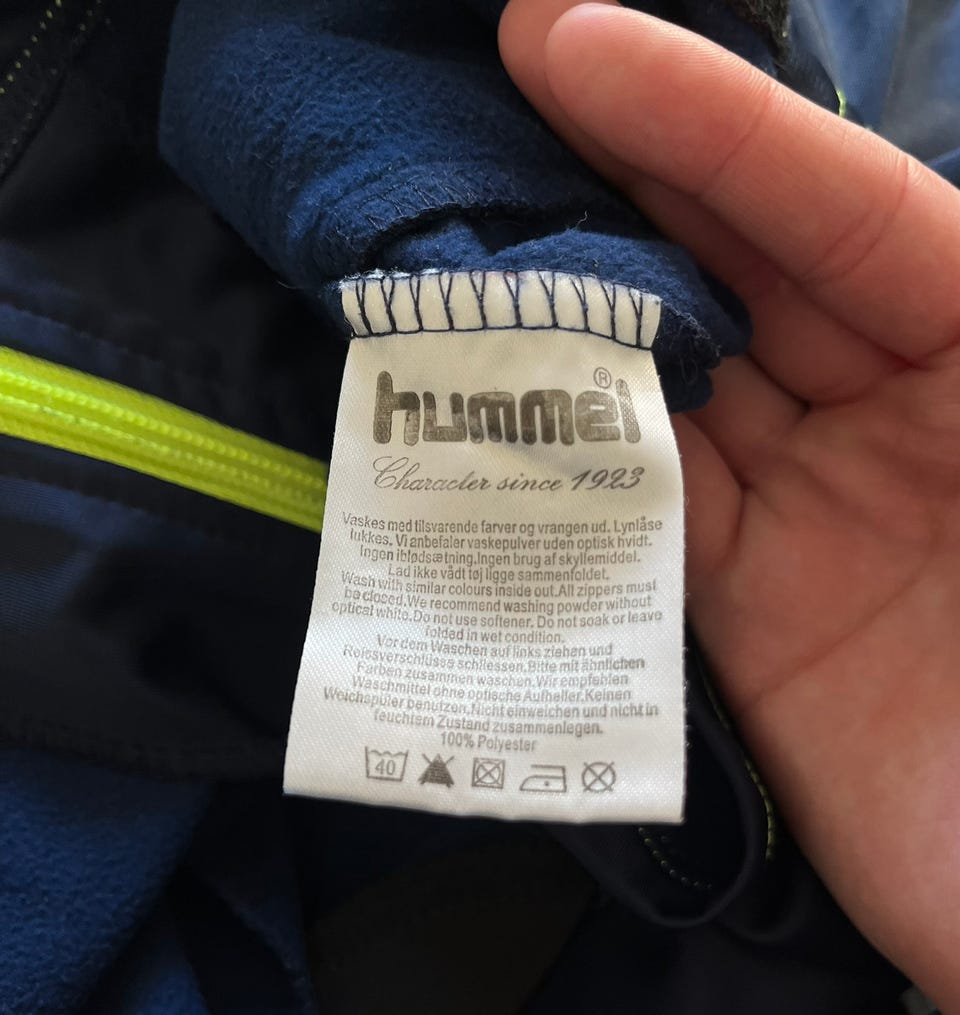 hummel®
Character since 1923
Vaskes med tilsvarende farver og vrangen ud. Lynlåse
lukkes. Vi anbefaler vaskepulver uden optisk hvidt.
Ingen iblødsætning.Ingen brug af skyllemiddel.
Lad ikke vådt tøj ligge sammenfoldet.
Wash with similar colours inside out.All zippers must
be closed.We recommend washing powder without
optical white.Do not use softener. Do not soak or leave
folded in wet condition.
Vor dem Waschen auf links ziehen und
Reissverschlüsse schliessen.Bitte mit ähnlichen
Farben zusammen waschen.Wir empfehlen
Waschmittel ohne optische Aufheller.Keinen
Weichspüler benutzen.Nicht einweichen und nicht in
feuchtem Zustand zusammenlegen.
100% Polyester
40